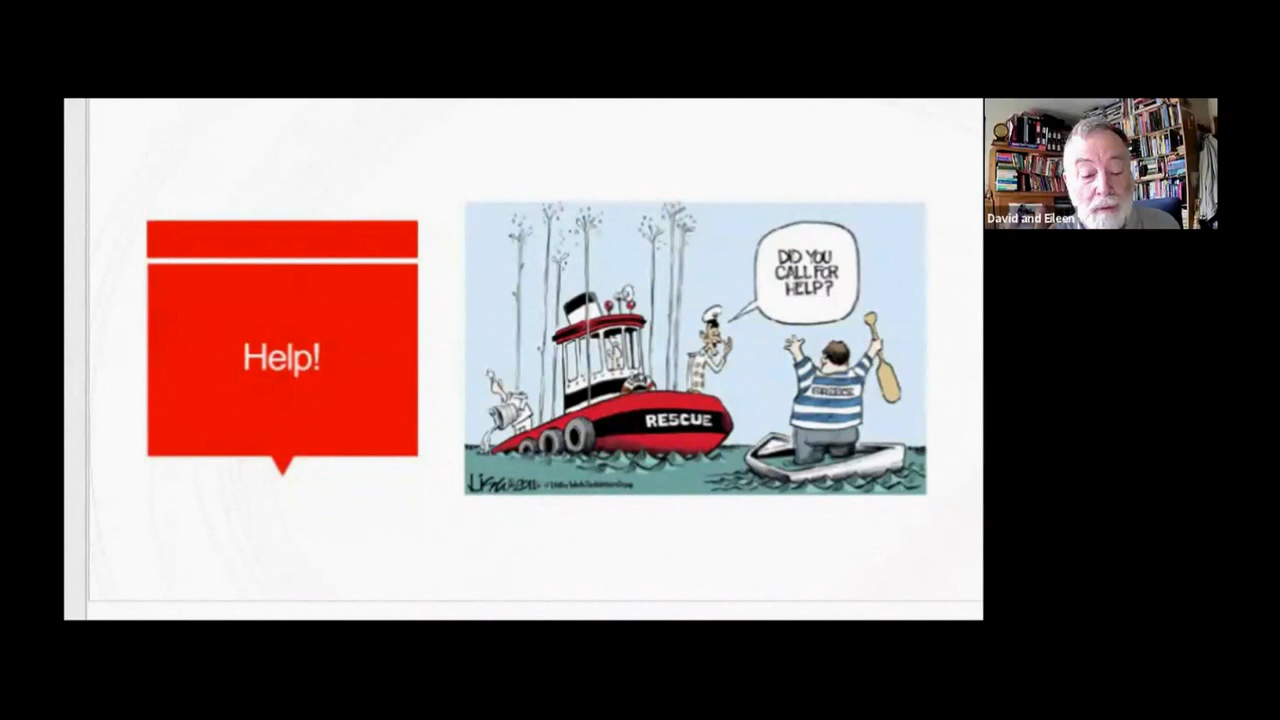 Help!
DID YOU
CALL FOR
HELP?
RESCUE
David and Eileen